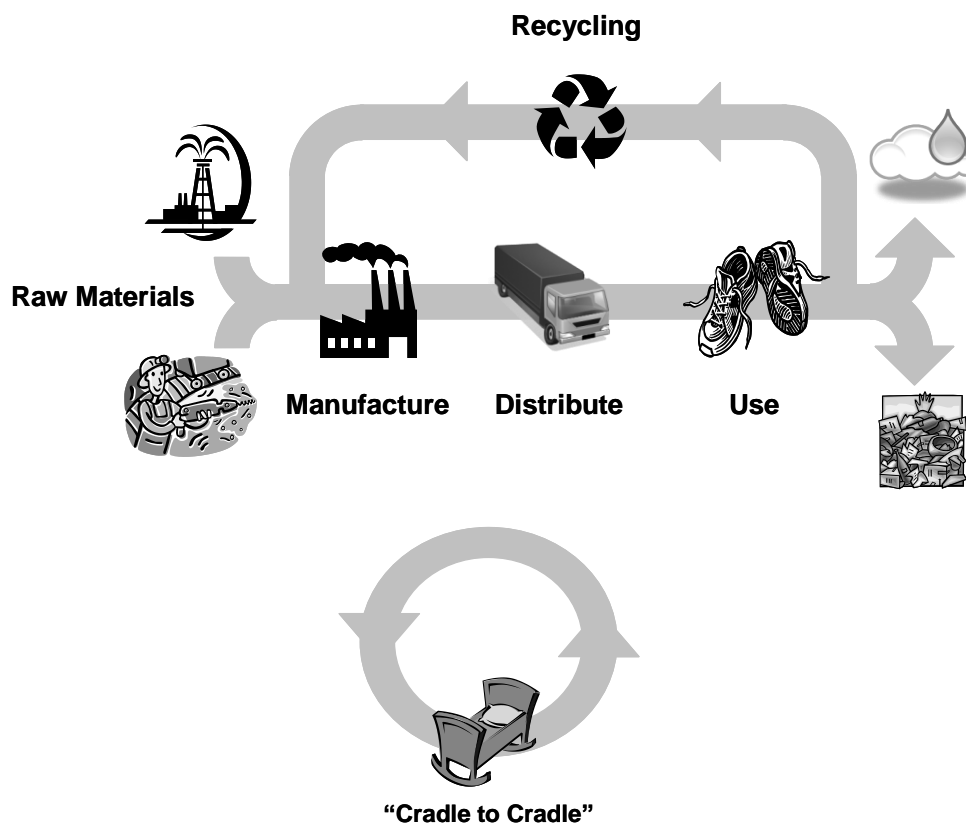 Recycling
Raw Materials
Manufacture
Distribute
Use
“Cradle to Cradle”